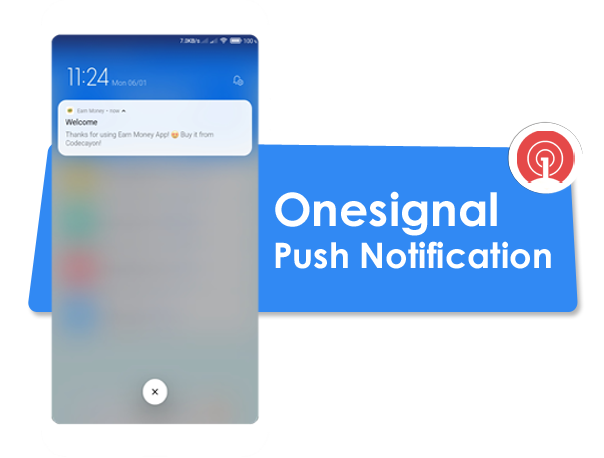 7.0KB/s 100
11:24 Mon 06/01
Earn Money • now
Welcome
Thanks for using Earn Money App! 😍 Buy it from
Codecayon!
Onesignal
Push Notification